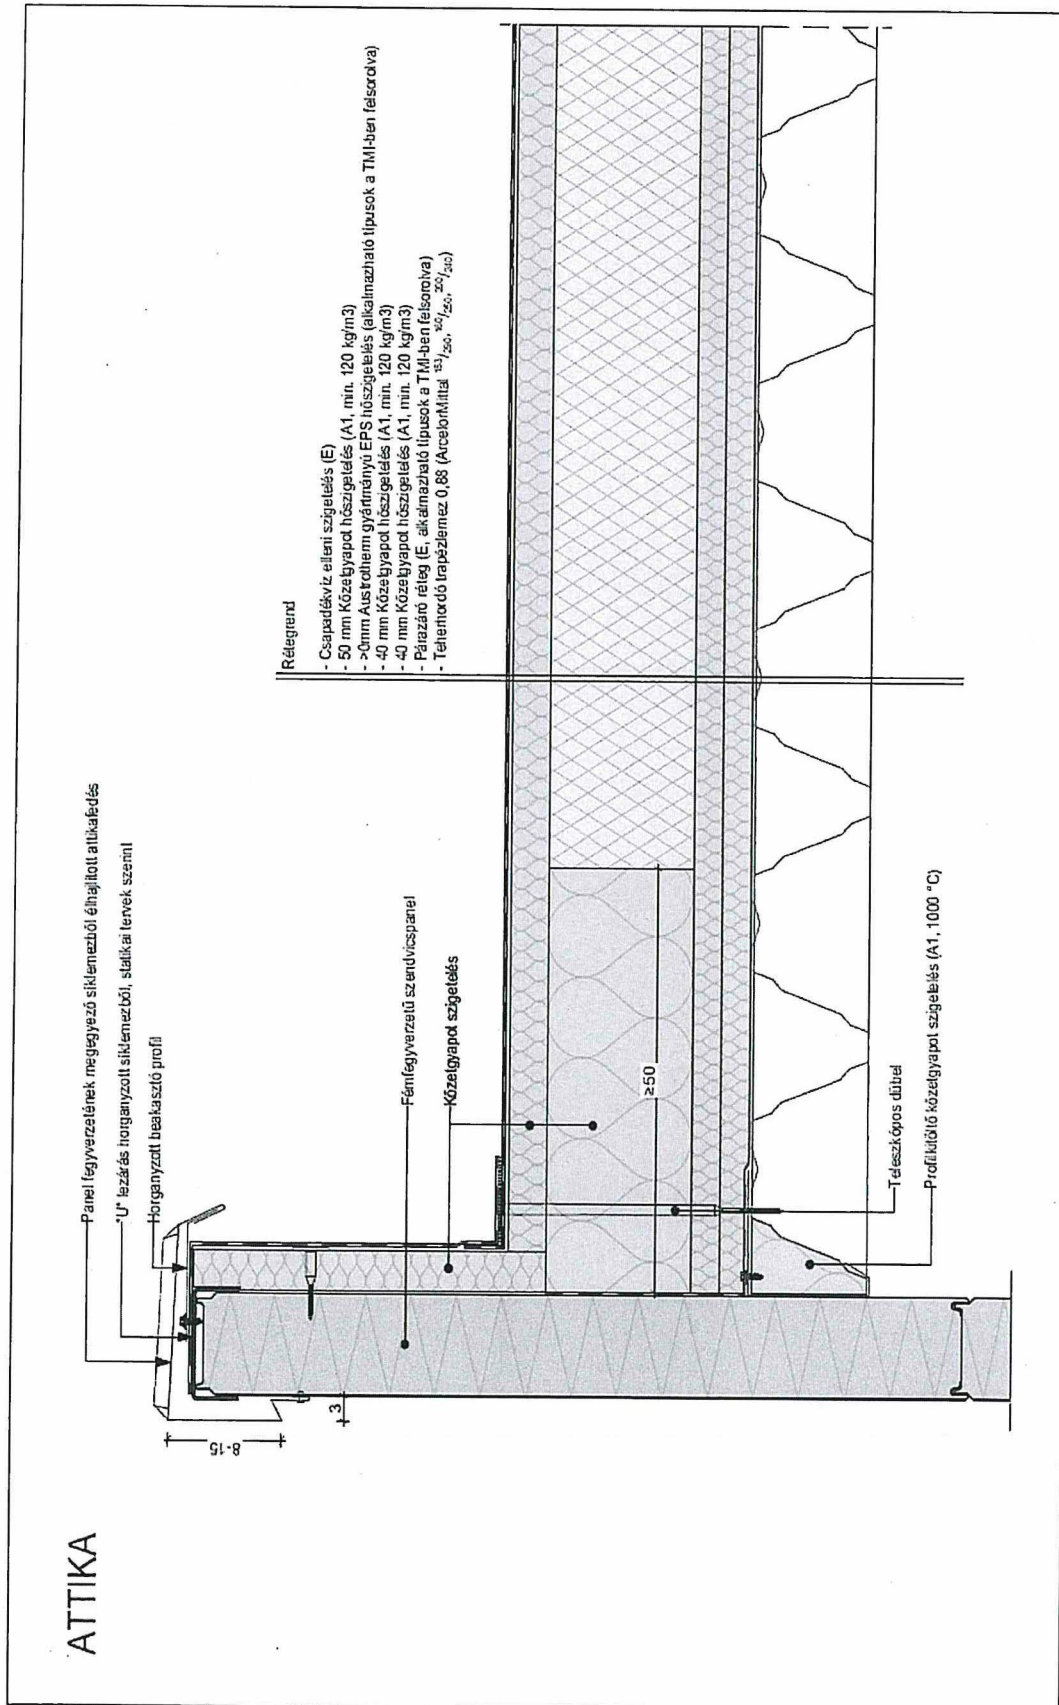 ATTIKA
Panel fegyverzetének megegyező síklemezből élhajlított attikafedés
"U" lezárás horganyzott síklemezből, statikai tervek szerint
Horganyzott beakasztó profil
Rétegrend
- Csapadékvíz elleni szigetelés (E)
- 50 mm Kőzetgyapot hőszigetelés (A1, min. 120 kg/m3)
- >0mm Austrotherm gyártmányú EPS hőszigetelés (alkalmazható típusok a TMI-ben felsorolva)
- 40 mm Kőzetgyapot hőszigetelés (A1, min. 120 kg/m3)
- 40 mm Kőzetgyapot hőszigetelés (A1, min. 120 kg/m3)
- Párazáró réteg (E, alkalmazható típusok a TMI-ben felsorolva)
- Teherhordó trapézlemez 0,88 (ArcelorMittal
8-15
3
Fémfegyverzetű szendvicspanel
Kőzetgyapot szigetelés
≥50
Teleszkópos dübel
Profilkitöltő kőzetgyapot szigetelés (A1, 1000 °C)